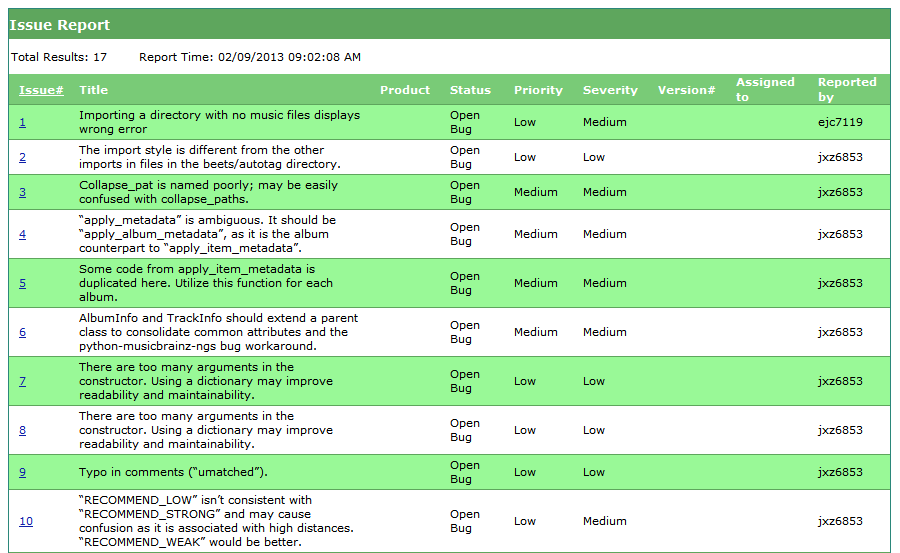 Issue Report
Total Results: 17 Report Time: 02/09/2013 09:02:08 AM
Issue# Title Product Status Priority Severity Version# Assigned to Reported by
1 Importing a directory with no music files displays wrong error Open Bug Low Medium ejc7119
2 The import style is different from the other imports in files in the beets/autotag directory. Open Bug Low Low jxz6853
3 Collapse_pat is named poorly; may be easily confused with collapse_paths. Open Bug Medium Medium jxz6853
4 “apply_metadata” is ambiguous. It should be “apply_album_metadata”, as it is the album counterpart to “apply_item_metadata”. Open Bug Medium Medium jxz6853
5 Some code from apply_item_metadata is duplicated here. Utilize this function for each album. Open Bug Medium Medium jxz6853
6 AlbumInfo and TrackInfo should extend a parent class to consolidate common attributes and the python-musicbrainz-ngs bug workaround. Open Bug Medium Medium jxz6853
7 There are too many arguments in the constructor. Using a dictionary may improve readability and maintainability. Open Bug Low Low jxz6853
8 There are too many arguments in the constructor. Using a dictionary may improve readability and maintainability. Open Bug Low Low jxz6853
9 Typo in comments (“umatched”). Open Bug Low Low jxz6853
10 “RECOMMEND_LOW” isn’t consistent with “RECOMMEND_STRONG” and may cause confusion as it is associated with high distances. “RECOMMEND_WEAK” would be better. Open Bug Low Medium jxz6853